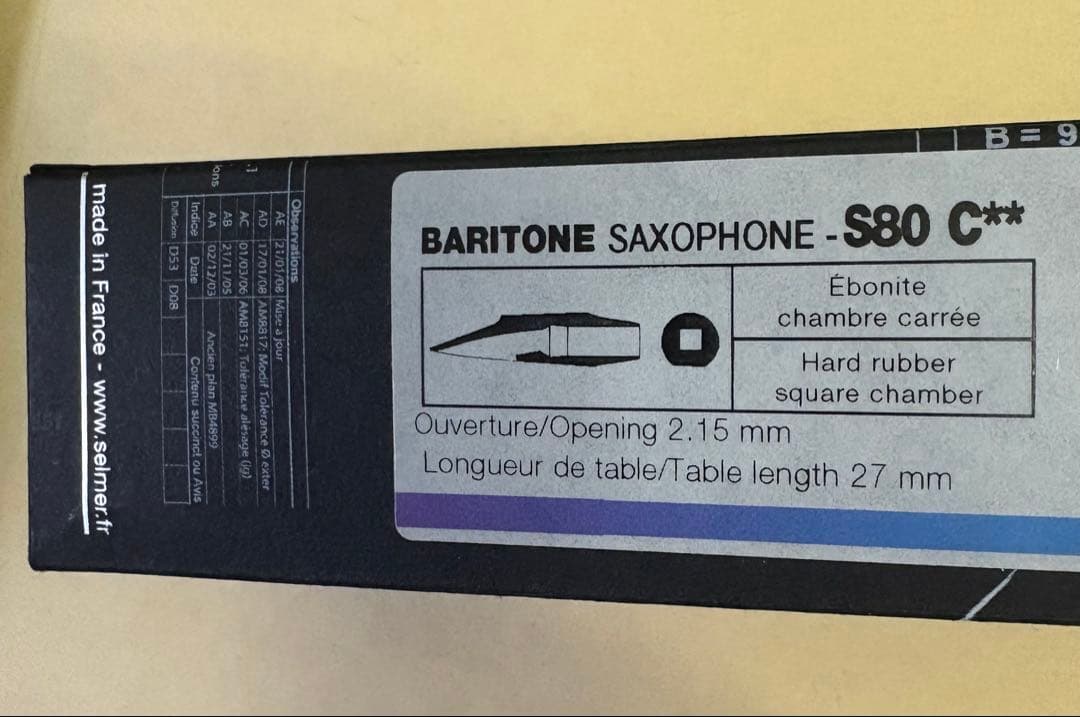 B = 9
BARITONE SAXOPHONE - S80 C**
Ébonite
chambre carrée
Hard rubber
square chamber
Ouverture/Opening 2.15 mm
Longueur de table/Table length 27 mm
made in France - www.selmer.fr
Observations
AE 21/01/08 Mise à jour
AD 17/01/08 AM8817: Modif Tolerance Ø exter
AC 01/03/06 AM8151: Tolérance alésage (Jg)
AB 21/11/05
AA 02/12/03 Ancien plan MB4899
Indice Date Contenu succinct ou Avis
Diffusion D53 D08
ions